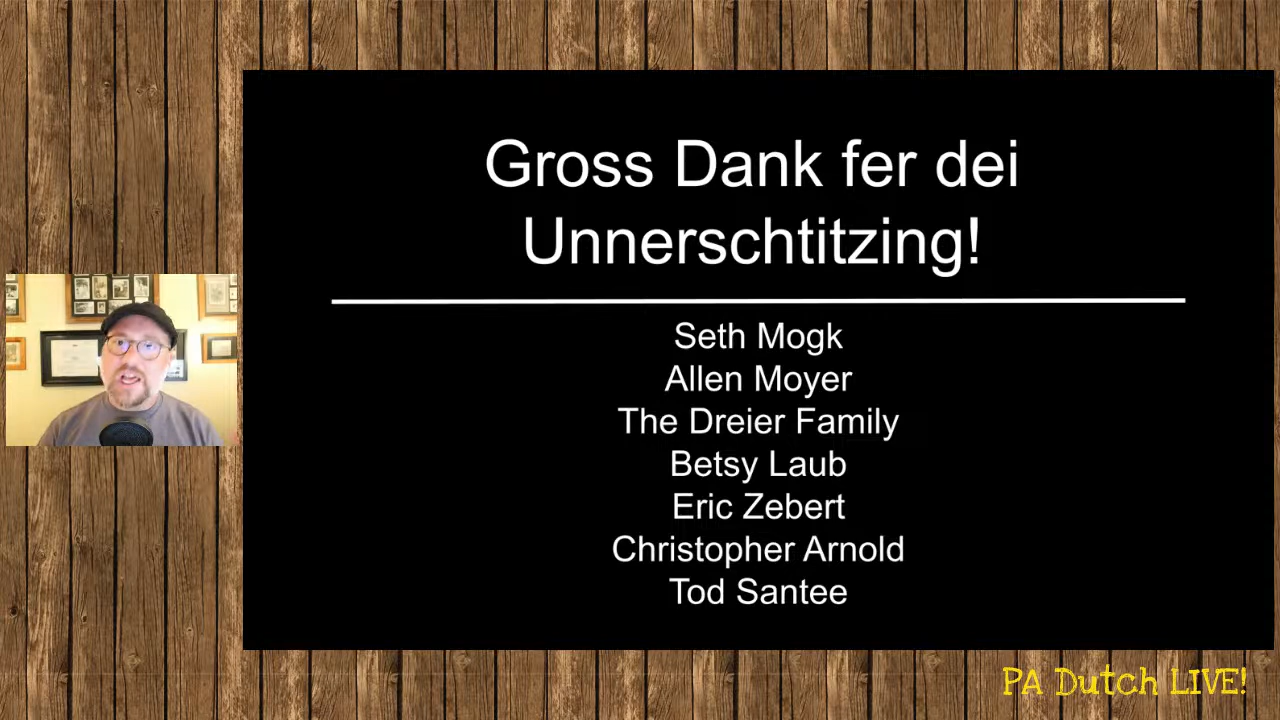 Gross Dank fer dei
Unnerschtitzing!
Seth Mogk
Allen Moyer
The Dreier Family
Betsy Laub
Eric Zebert
Christopher Arnold
Tod Santee
PA Dutch LIVE!